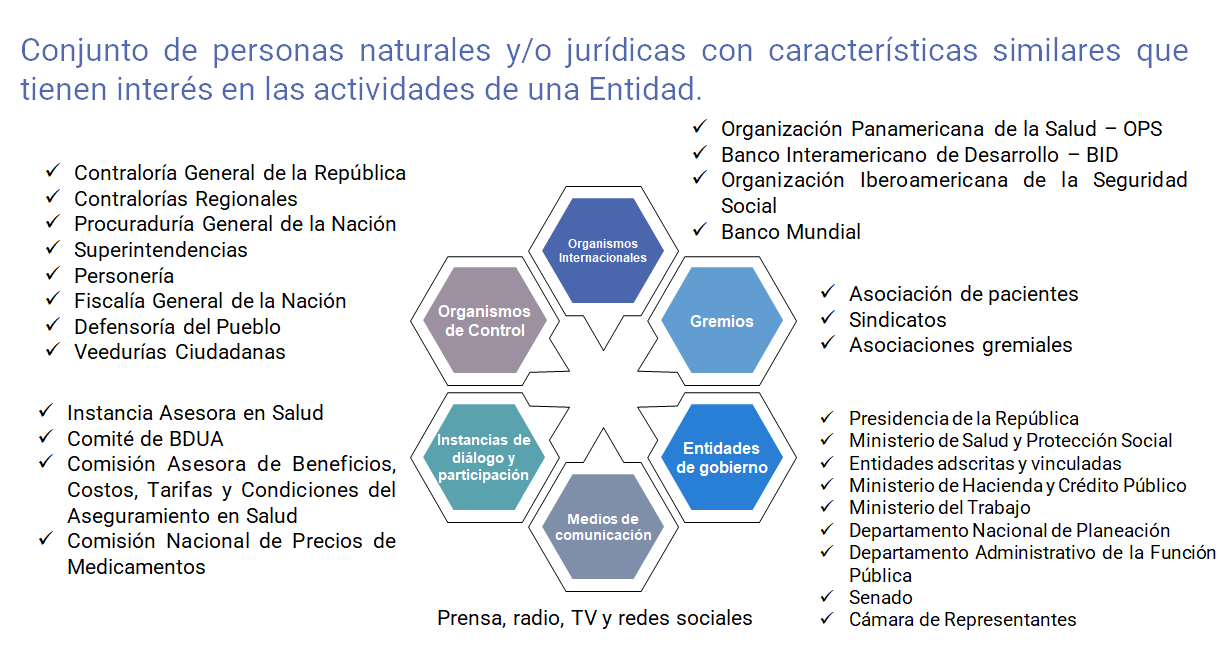 Conjunto de personas naturales y/o jurídicas con características similares que
tienen interés en las actividades de una Entidad.
✓ Organización Panamericana de la Salud – OPS
✓ Banco Interamericano de Desarrollo – BID
✓ Organización Iberoamericana de la Seguridad
Social
✓ Banco Mundial
✓ Contraloría General de la República
✓ Contralorías Regionales
✓ Procuraduría General de la Nación
✓ Superintendencias
✓ Personería
✓ Fiscalía General de la Nación
✓ Defensoría del Pueblo
✓ Veedurías Ciudadanas
Organismos
Internacionales
Organismos
de Control
Gremios
✓ Asociación de pacientes
✓ Sindicatos
✓ Asociaciones gremiales
✓ Instancia Asesora en Salud
✓ Comité de BDUA
✓ Comisión Asesora de Beneficios,
Costos, Tarifas y Condiciones del
Aseguramiento en Salud
✓ Comisión Nacional de Precios de
Medicamentos
Instancias de
diálogo y
participación
Entidades
de gobierno
Medios de
comunicación
✓ Presidencia de la República
✓ Ministerio de Salud y Protección Social
✓ Entidades adscritas y vinculadas
✓ Ministerio de Hacienda y Crédito Público
✓ Ministerio del Trabajo
✓ Departamento Nacional de Planeación
✓ Departamento Administrativo de la Función
Pública
✓ Senado
✓ Cámara de Representantes
Prensa, radio, TV y redes sociales